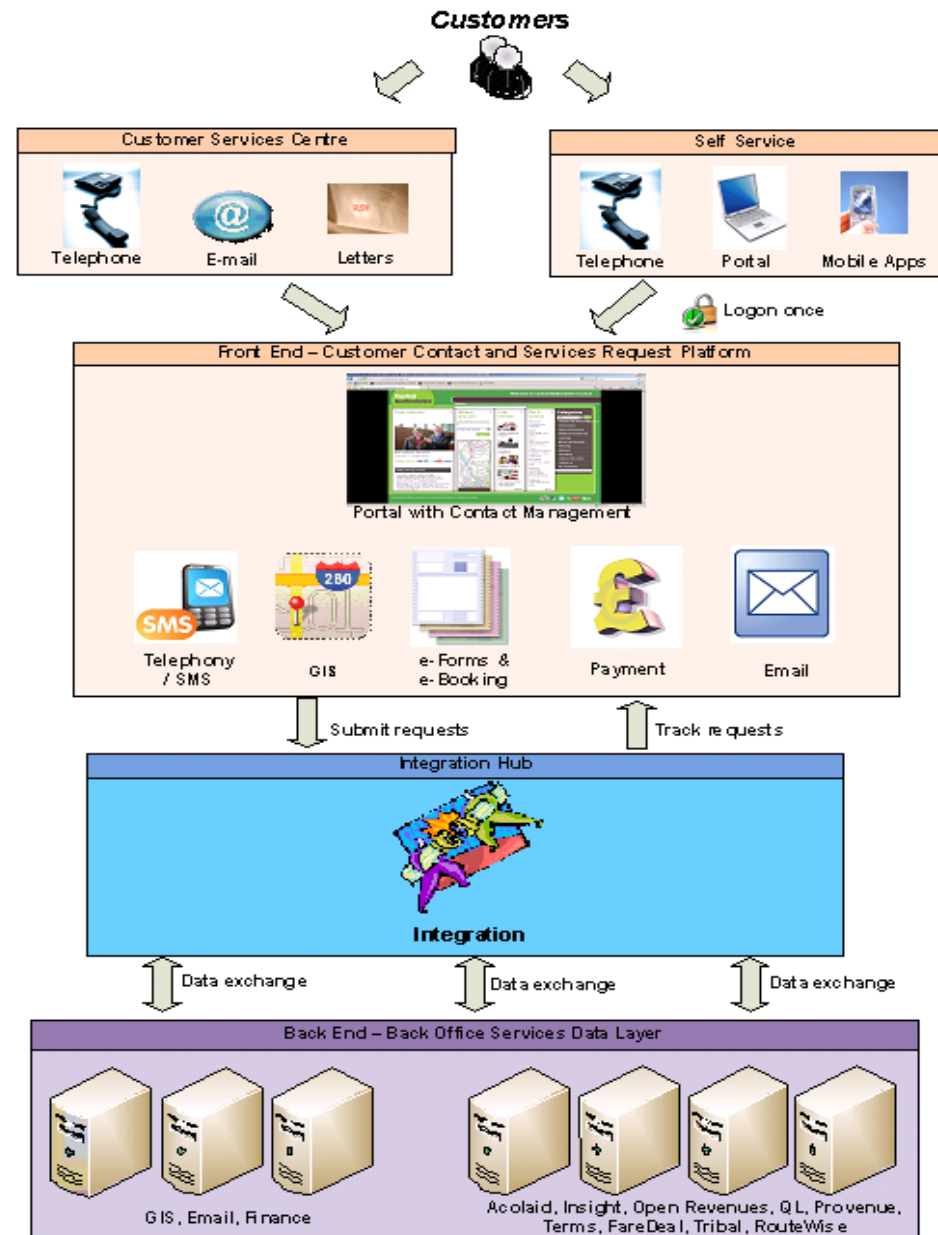 Customers
Customer Services Centre
Self Service
Telephone
E-mail
Letters
Telephone
Portal
Mobile Apps
Logon once
Front End – Customer Contact and Services Request Platform
Portal with Contact Management
280
SMS
Telephony
/ SMS
GIS
e-Forms &
e-Booking
Payment
Email
Submit requests
Track requests
Integration Hub
Integration
Data exchange
Data exchange
Data exchange
Back End – Back Office Services Data Layer
GIS, Email, Finance
Acolaid, Insight, Open Revenues, QL, Provenue,
Terms, FareDeal, Tribal, RouteWise